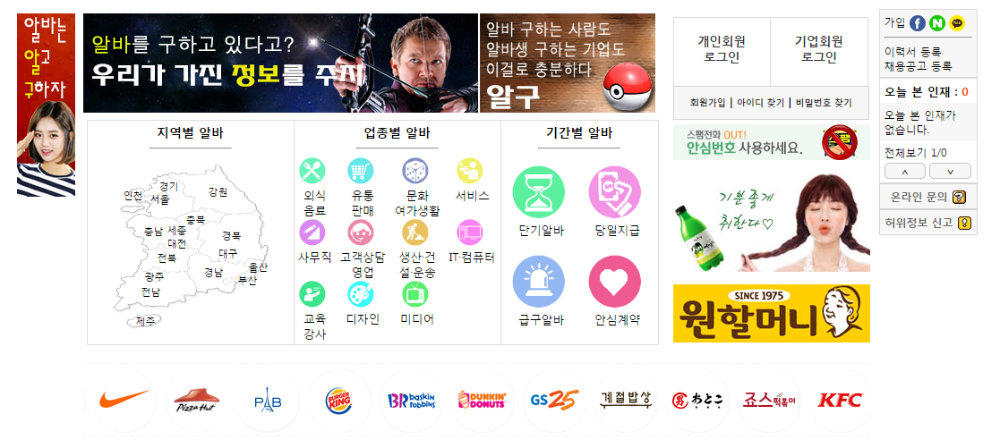 알바는
알고
구하자
알바를 구하고 있다고?
우리가 가진 정보를 주지
알바 구하는 사람도
알바생 구하는 기업도
이걸로 충분하다
알구
개인회원
로그인
기업회원
로그인
회원가입 | 아이디 찾기 | 비밀번호 찾기
가입
이력서 등록
채용공고 등록
오늘 본 인재 : 0
오늘 본 인재가
없습니다.
전체보기 1/0
온라인 문의
허위정보 신고
지역별 알바
인천
경기
서울
강원
충북
충남
세종
대전
경북
전북
대구
울산
경남
부산
광주
전남
제주
업종별 알바
외식
음료
유통
판매
문화
여가생활
서비스
사무직
고객상담
영업
생산·건
설·운송
IT·컴퓨터
교육
강사
디자인
미디어
기간별 알바
단기알바
당일지급
급구알바
안심계약
스팸전화 OUT!
안심번호 사용하세요.
스팸
기분좋게
취한다♡
SINCE 1975
원할머니
Pizza Hut
PAB
BURGER
KING
BR baskin
robbins
DUNKIN'
DONUTS
GS25
계절밥상
男 あとこ
죠스떡볶이
KFC